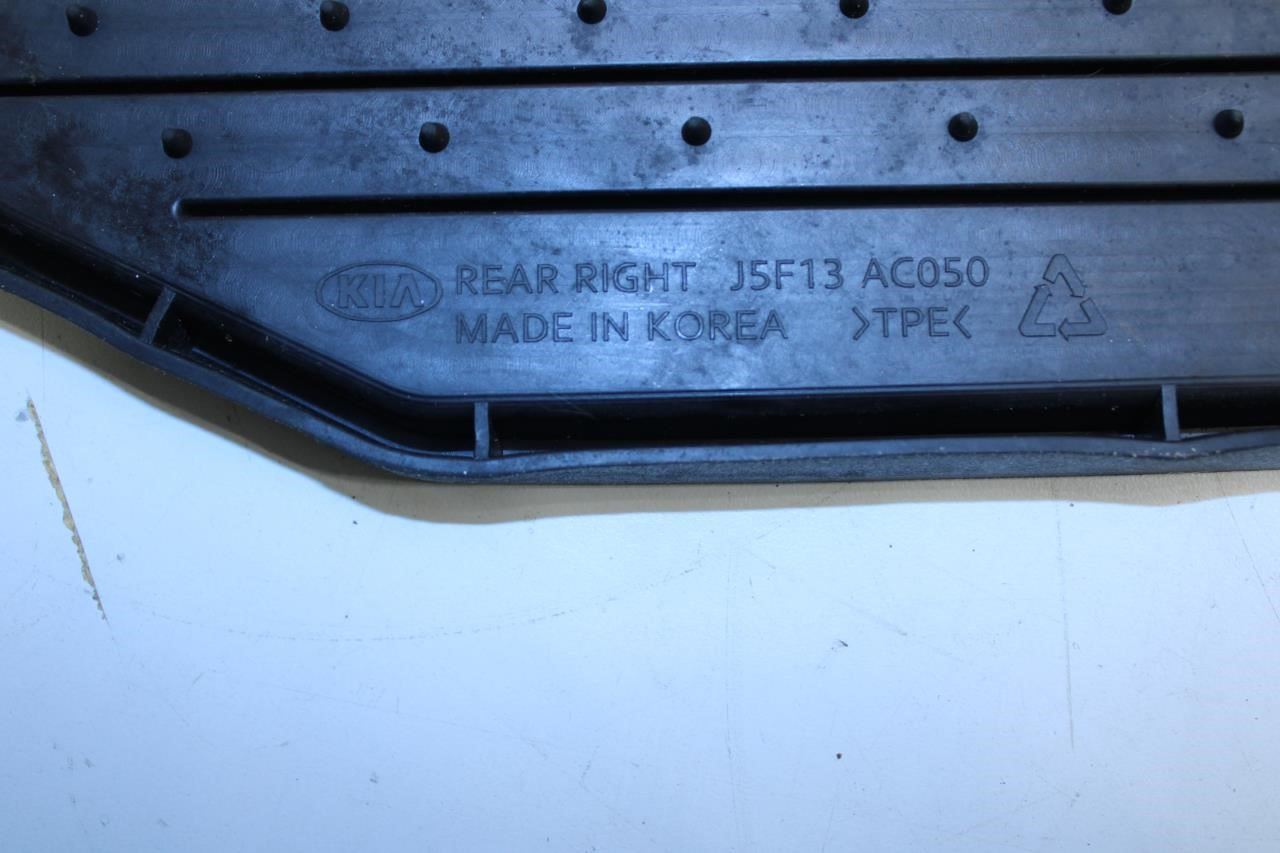 KIA REAR RIGHT J5F13 AC050
MADE IN KOREA >TPE<